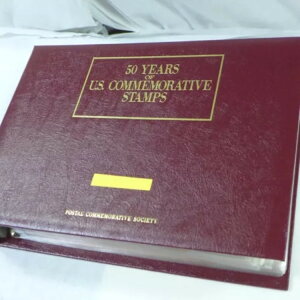 50 YEARS
OF
U.S. COMMEMORATIVE
STAMPS
POSTAL COMMEMORATIVE SOCIETY